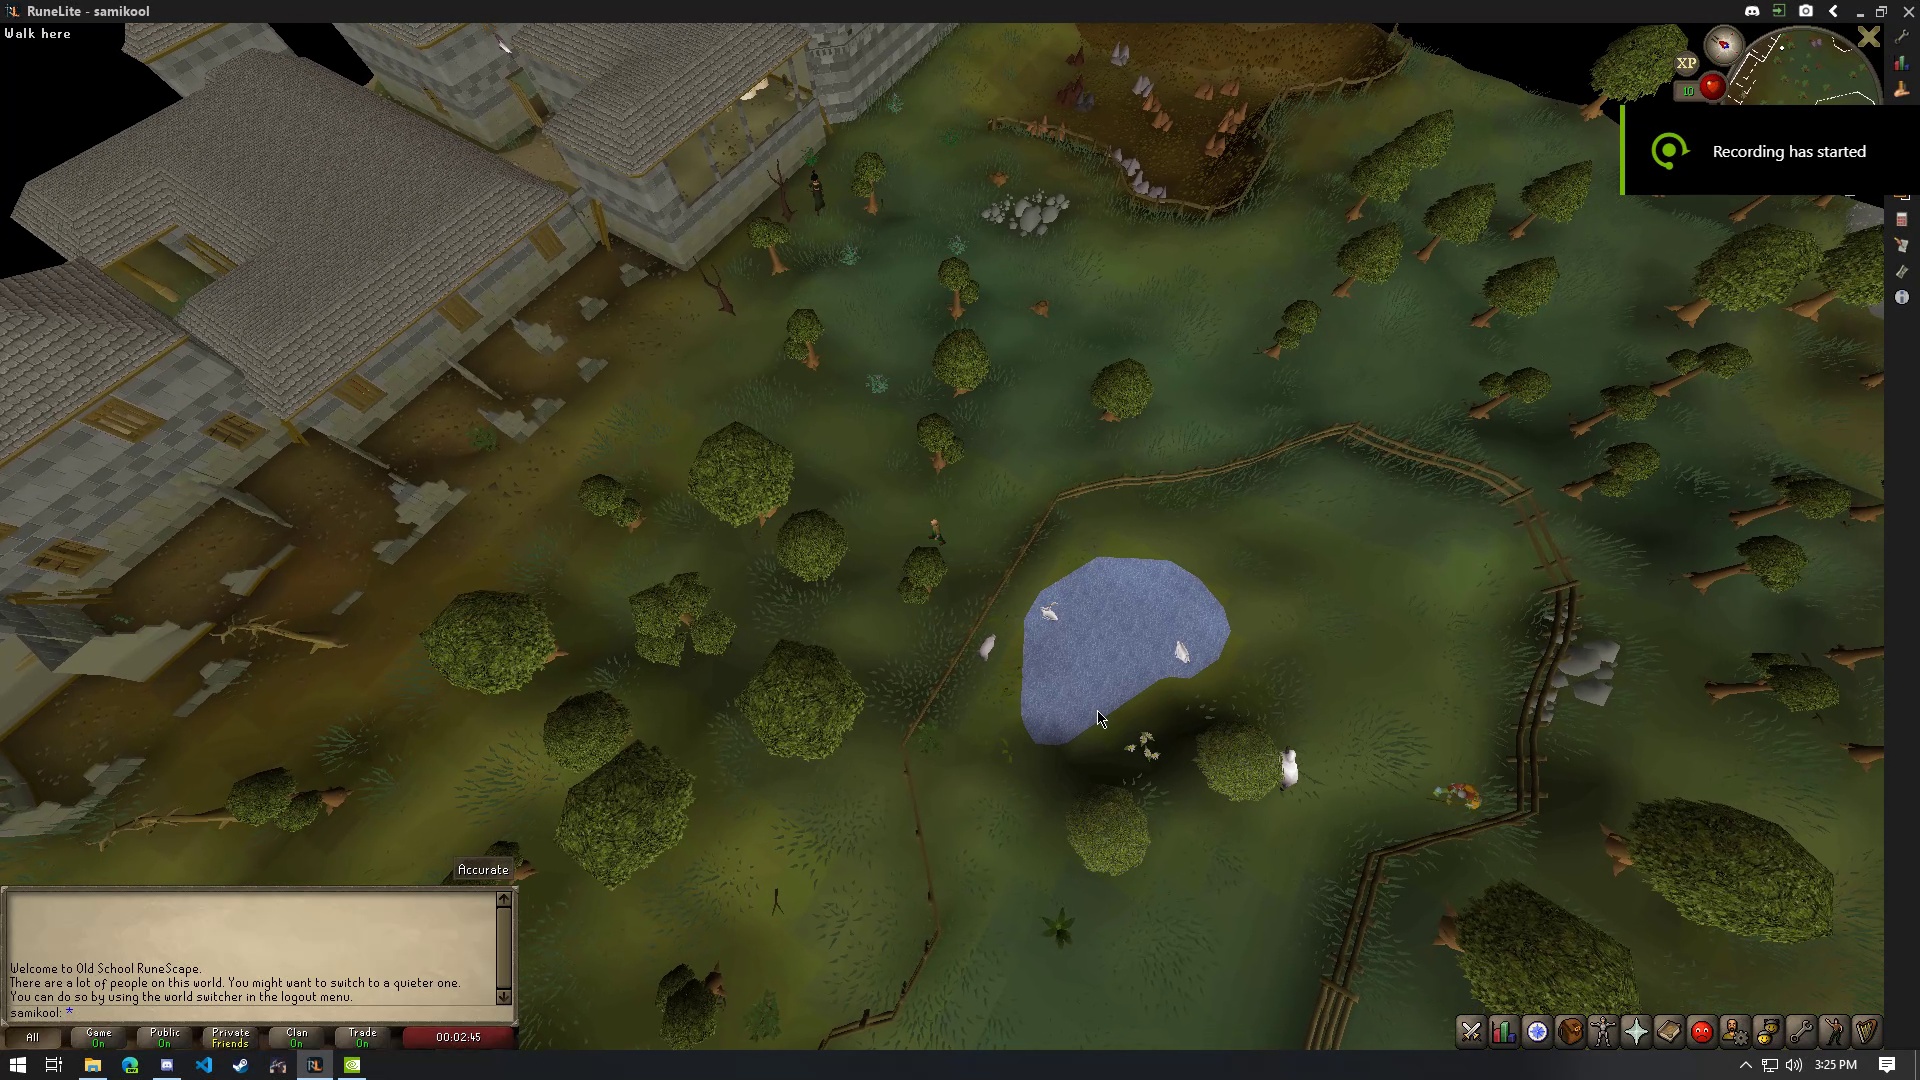 RuneLite - samikool
Walk here
XP
10
Recording has started
Accurate
Welcome to Old School RuneScape.
There are a lot of people on this world. You might want to switch to a quieter one.
You can do so by using the world switcher in the logout menu.
samikool: *
All
Game
On
Public
On
Private
Friends
Clan
On
Trade
On
00:02:45
3:25 PM